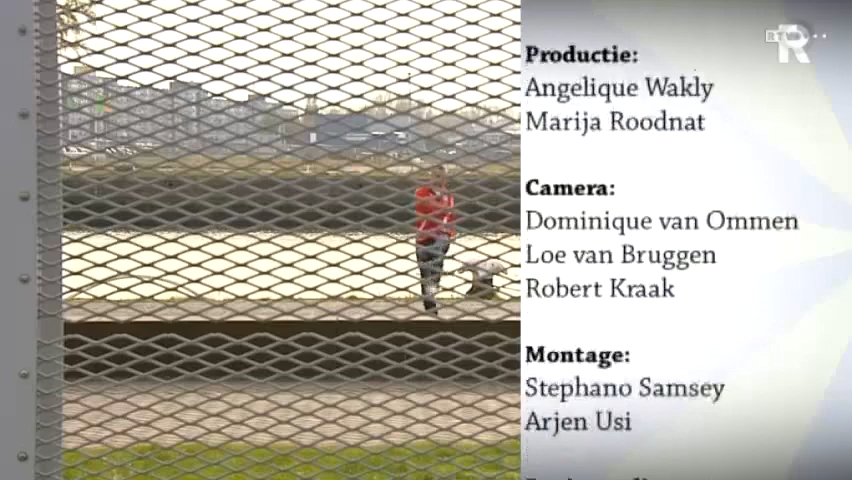 RTV
R
Productie:
Angelique Wakly
Marija Roodnat
Camera:
Dominique van Ommen
Loe van Bruggen
Robert Kraak
Montage:
Stephano Samsey
Arjen Usi